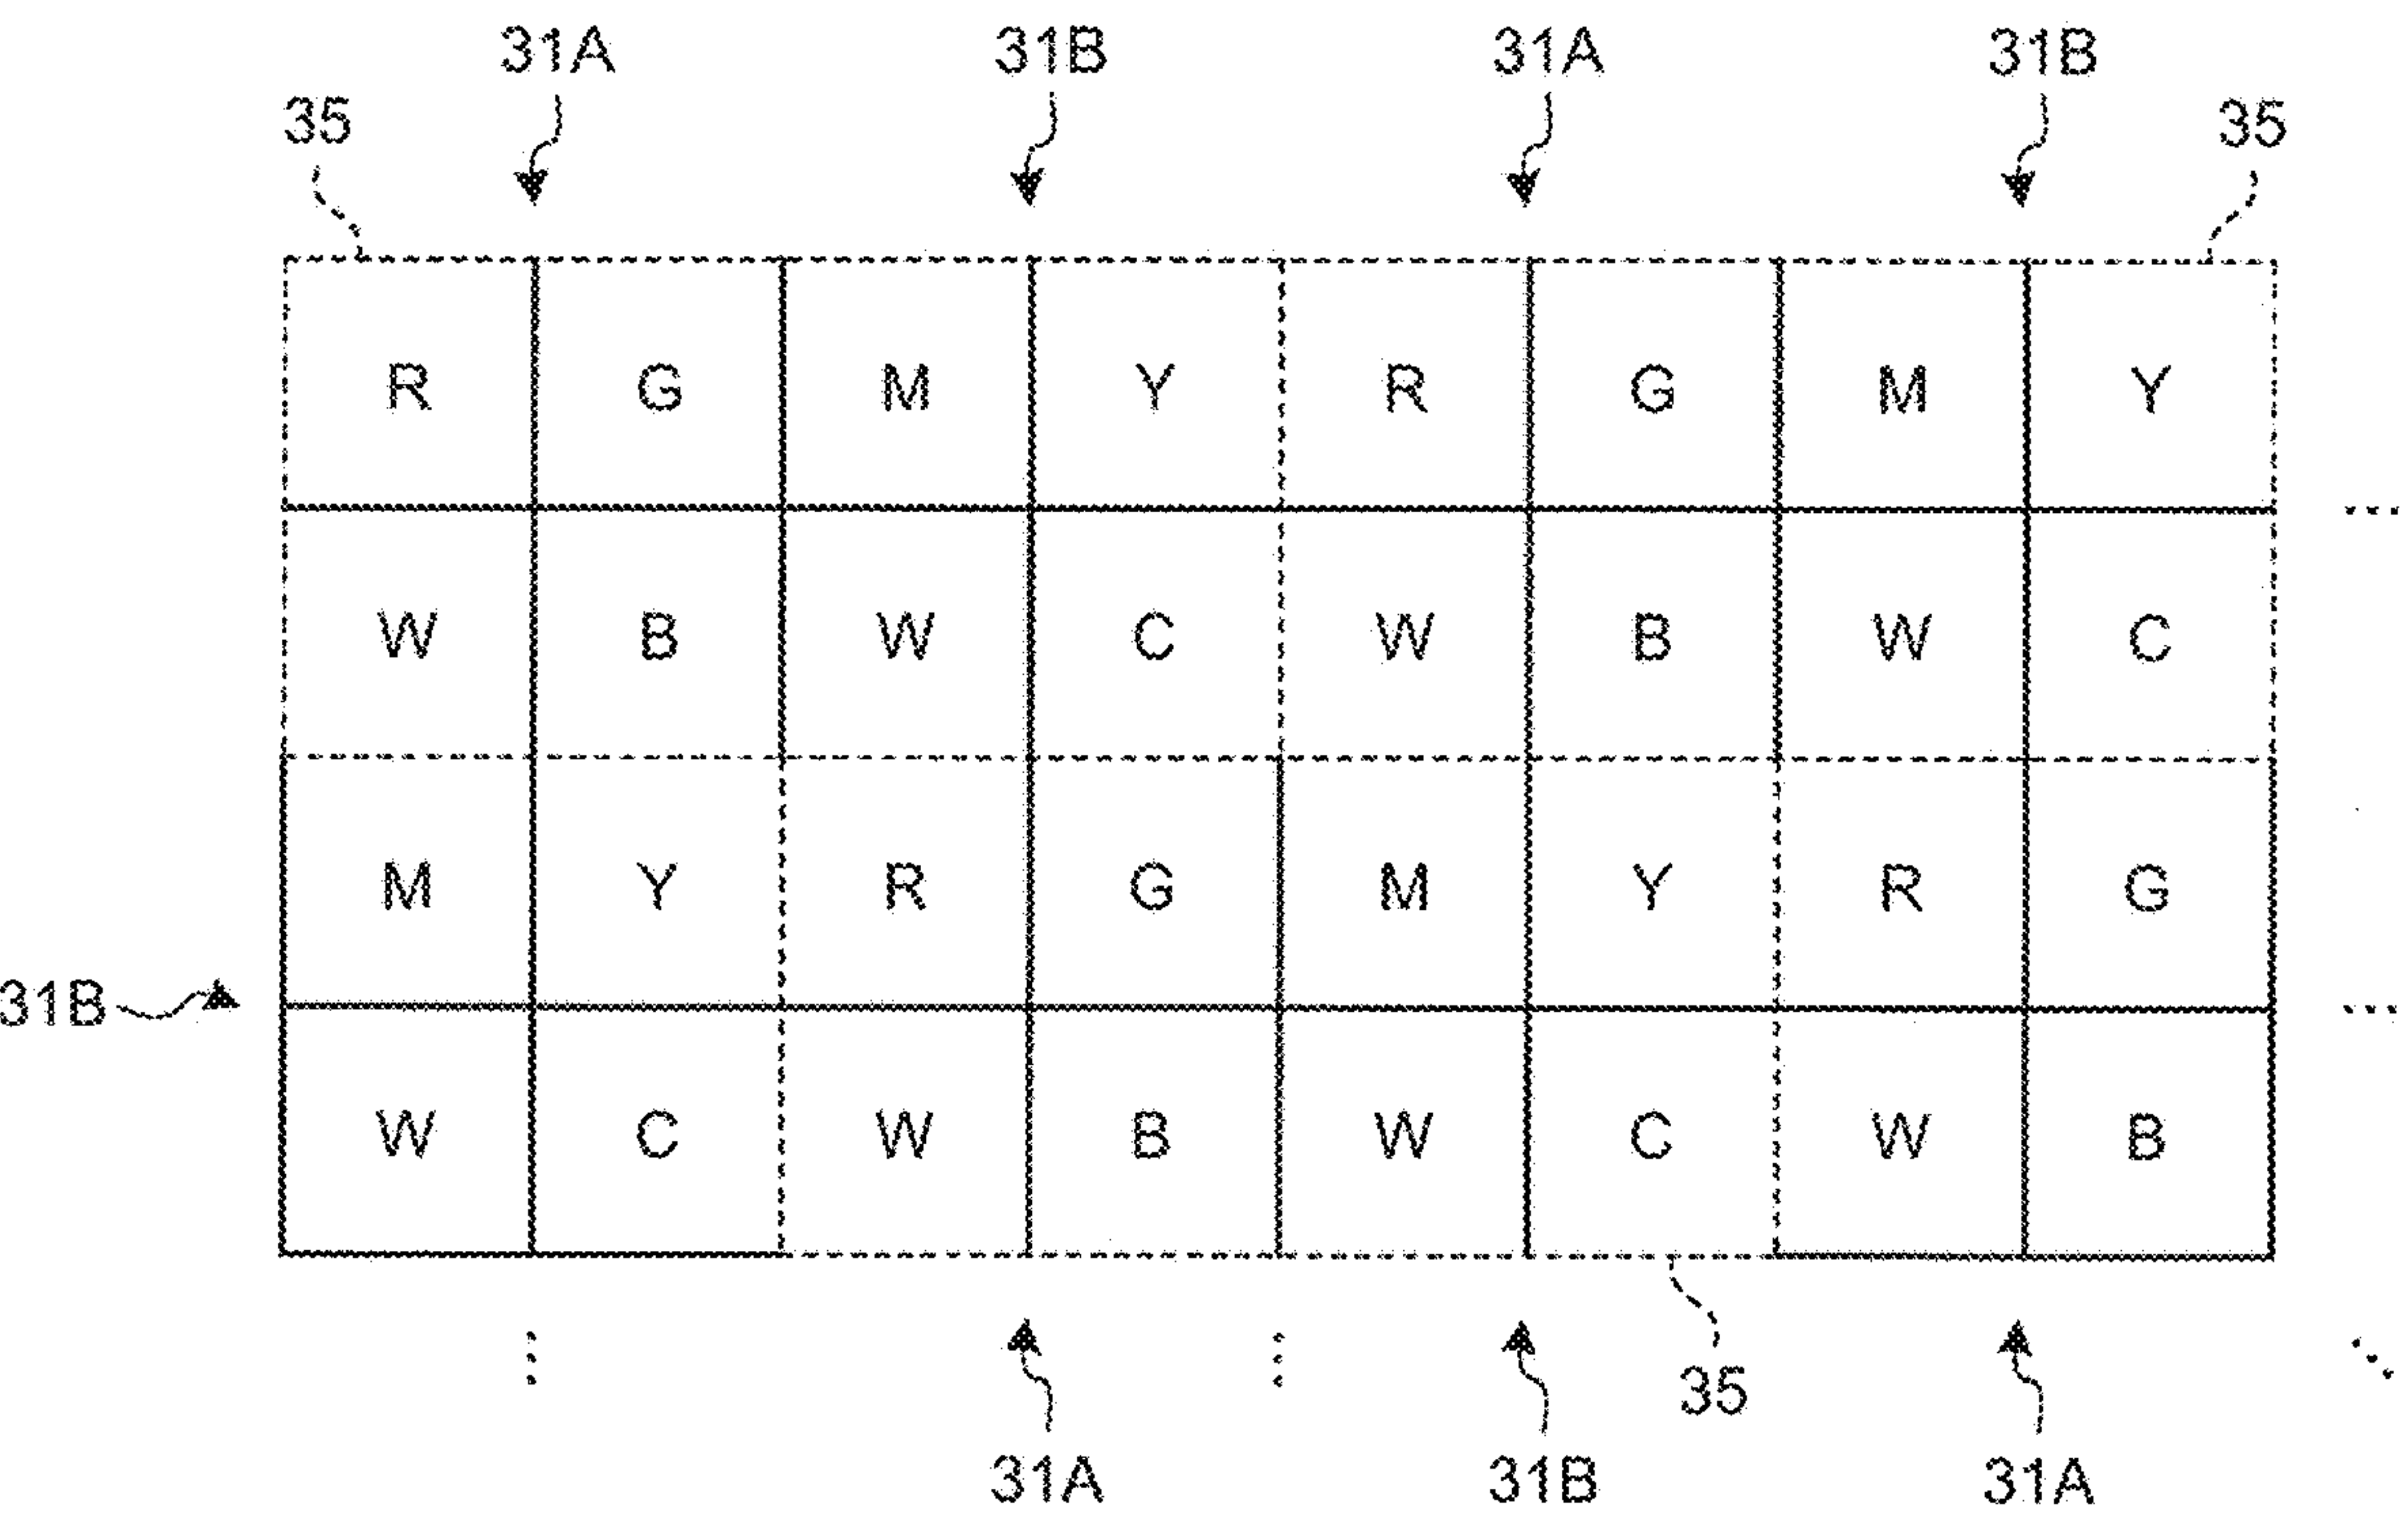 31A 31B 31A 31B
35 35
R G M Y R G M Y
W B W C W B W C
M Y R G M Y R G
31B
W C W B W C W B
35
31A 31B 31A